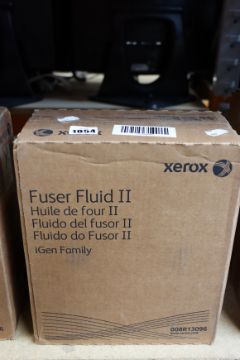 1854
xerox
Fuser Fluid II
Huile de four II
Fluido del fusor II
Fluido do Fusor II
iGen Family
008R13096